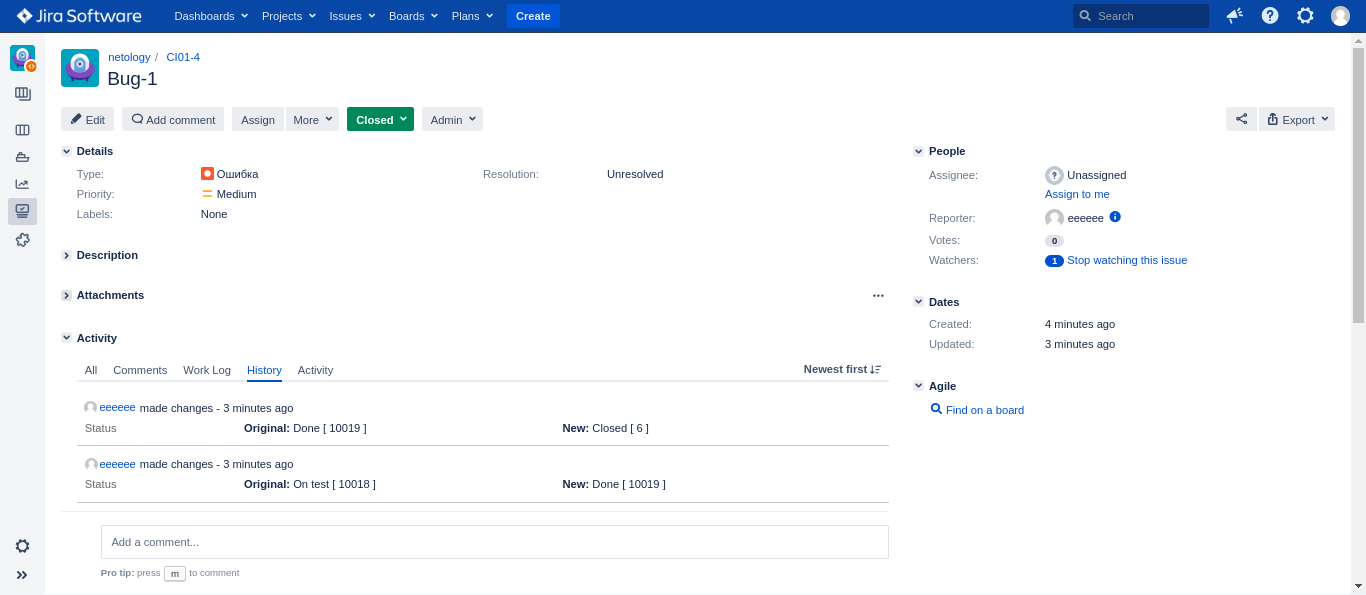 Jira Software Dashboards Projects Issues Boards Plans Create Search
netology / CI01-4
Bug-1
Edit Add comment Assign More Closed Admin Export
Details
Type: Ошибка Resolution: Unresolved
Priority: Medium
Labels: None
Description
Attachments
Activity
All Comments Work Log History Activity Newest first
eeeeee made changes - 3 minutes ago
Status Original: Done [ 10019 ] New: Closed [ 6 ]
eeeeee made changes - 3 minutes ago
Status Original: On test [ 10018 ] New: Done [ 10019 ]
Add a comment...
Pro tip: press m to comment
People
Assignee: Unassigned
Assign to me
Reporter: eeeeee
Votes: 0
Watchers: 1 Stop watching this issue
Dates
Created: 4 minutes ago
Updated: 3 minutes ago
Agile
Find on a board